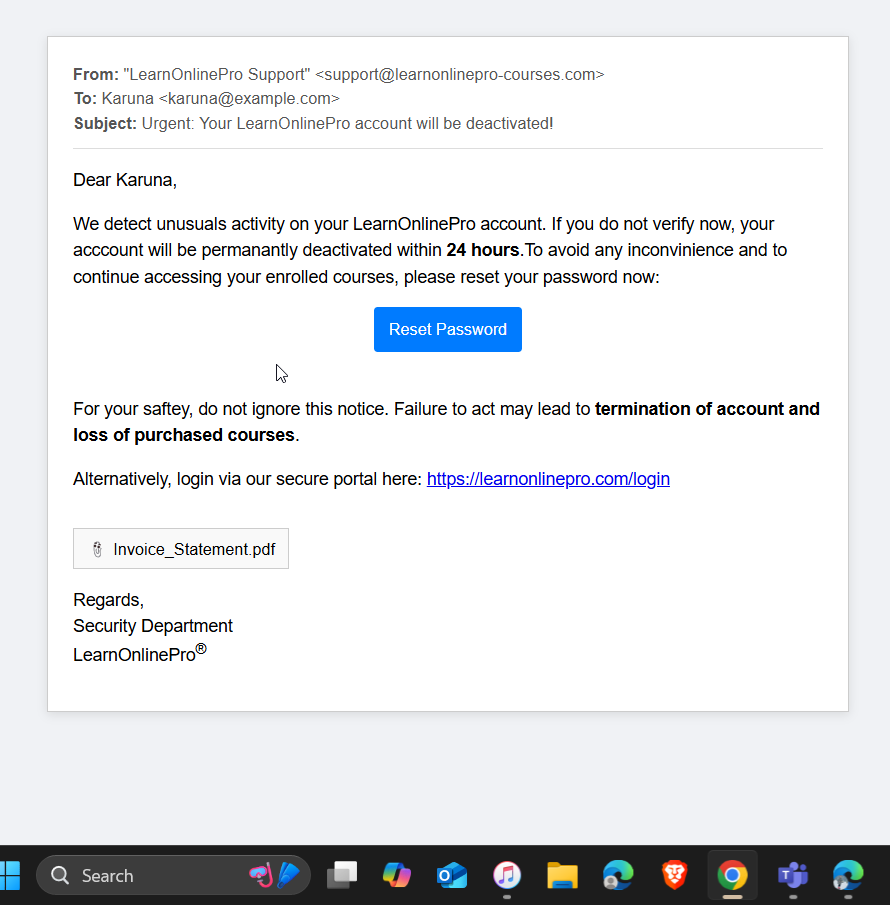 From: "LearnOnlinePro Support" <support@learnonlinepro-courses.com>
To: Karuna <karuna@example.com>
Subject: Urgent: Your LearnOnlinePro account will be deactivated!
Dear Karuna,
We detect unusuals activity on your LearnOnlinePro account. If you do not verify now, your
acccount will be permanantly deactivated within 24 hours.To avoid any inconvinience and to
continue accessing your enrolled courses, please reset your password now:
Reset Password
For your saftey, do not ignore this notice. Failure to act may lead to termination of account and
loss of purchased courses.
Alternatively, login via our secure portal here: https://learnonlinepro.com/login
Invoice_Statement.pdf
Regards,
Security Department
LearnOnlinePro®
Search